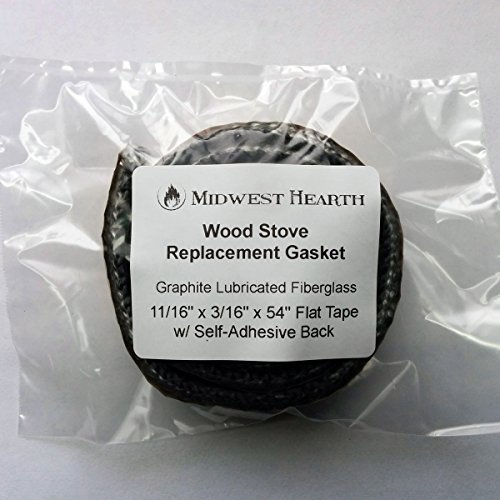 MIDWEST HEARTH
Wood Stove
Replacement Gasket
Graphite Lubricated Fiberglass
11/16" x 3/16" x 54" Flat Tape
w/ Self-Adhesive Back